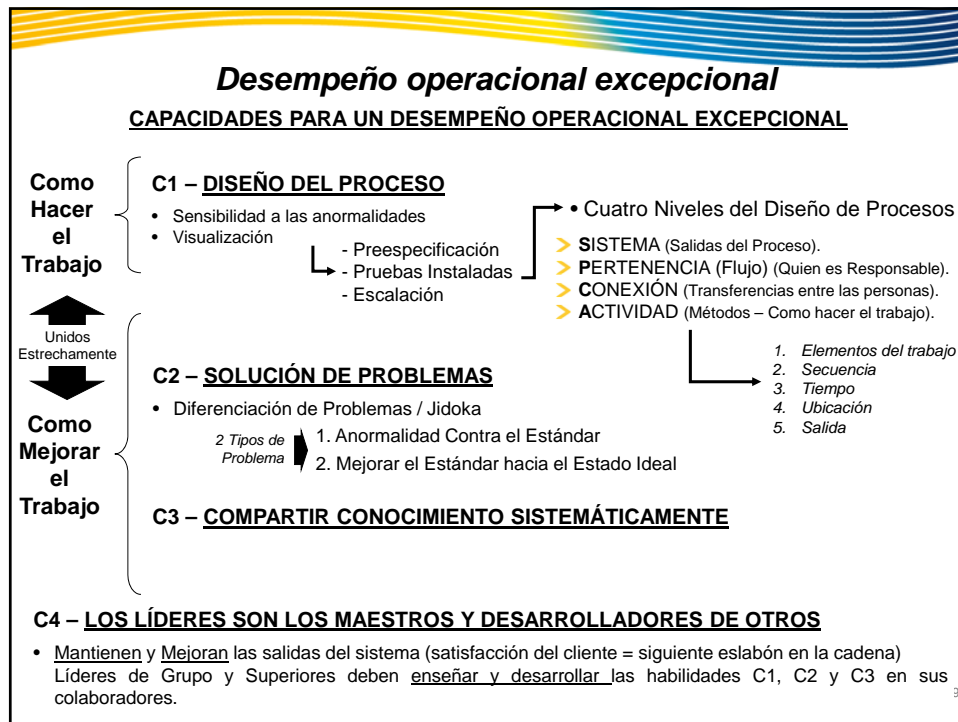 Desempeño operacional excepcional
CAPACIDADES PARA UN DESEMPEÑO OPERACIONAL EXCEPCIONAL
Como
Hacer
el
Trabajo
C1 – DISEÑO DEL PROCESO
• Sensibilidad a las anormalidades
• Visualización
- Preespecificación
- Pruebas Instaladas
- Escalación
• Cuatro Niveles del Diseño de Procesos
SISTEMA (Salidas del Proceso).
PERTENENCIA (Flujo) (Quien es Responsable).
CONEXIÓN (Transferencias entre las personas).
ACTIVIDAD (Métodos – Como hacer el trabajo).
1. Elementos del trabajo
2. Secuencia
3. Tiempo
4. Ubicación
5. Salida
Unidos
Estrechamente
Como
Mejorar
el
Trabajo
C2 – SOLUCIÓN DE PROBLEMAS
• Diferenciación de Problemas / Jidoka
2 Tipos de
Problema
1. Anormalidad Contra el Estándar
2. Mejorar el Estándar hacia el Estado Ideal
C3 – COMPARTIR CONOCIMIENTO SISTEMÁTICAMENTE
C4 – LOS LÍDERES SON LOS MAESTROS Y DESARROLLADORES DE OTROS
• Mantienen y Mejoran las salidas del sistema (satisfacción del cliente = siguiente eslabón en la cadena)
Líderes de Grupo y Superiores deben enseñar y desarrollar las habilidades C1, C2 y C3 en sus
colaboradores.